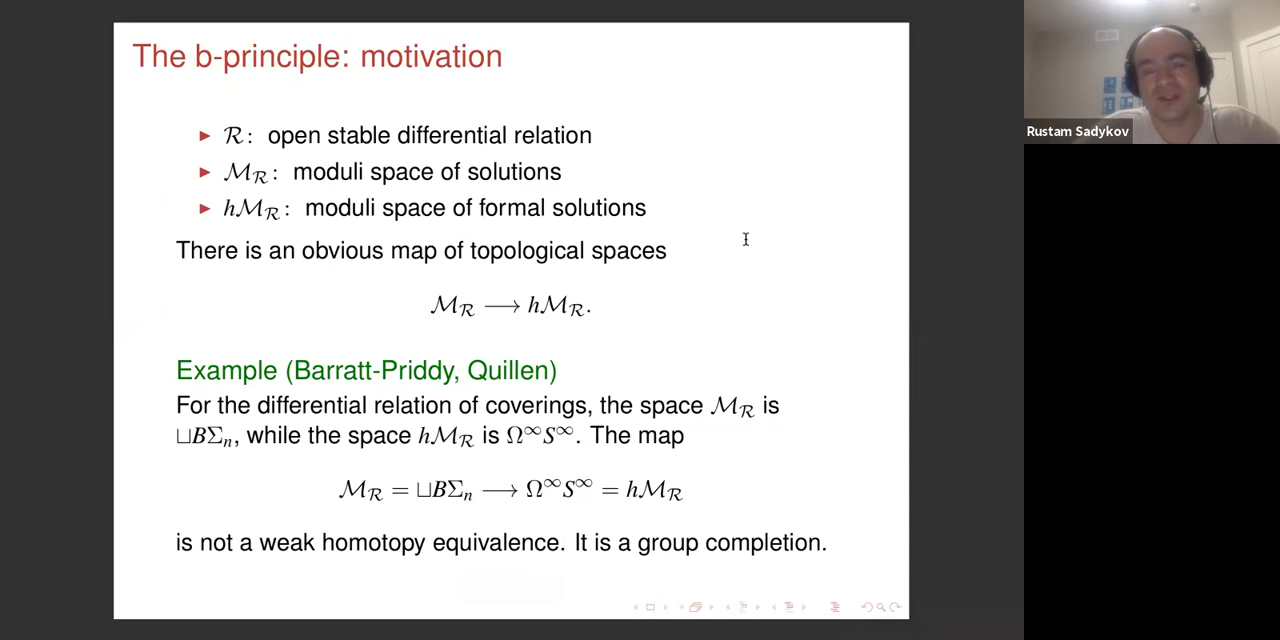 The b-principle: motivation
Rustam Sadykov
▶ ℛ: open stable differential relation
▶ ℳ_ℛ: moduli space of solutions
▶ hℳ_ℛ: moduli space of formal solutions
There is an obvious map of topological spaces
ℳ_ℛ ⟶ hℳ_ℛ.
Example (Barratt-Priddy, Quillen)
For the differential relation of coverings, the space ℳ_ℛ is
⊔BΣₙ, while the space hℳ_ℛ is Ω^∞S^∞. The map
ℳ_ℛ = ⊔BΣₙ ⟶ Ω^∞S^∞ = hℳ_ℛ
is not a weak homotopy equivalence. It is a group completion.